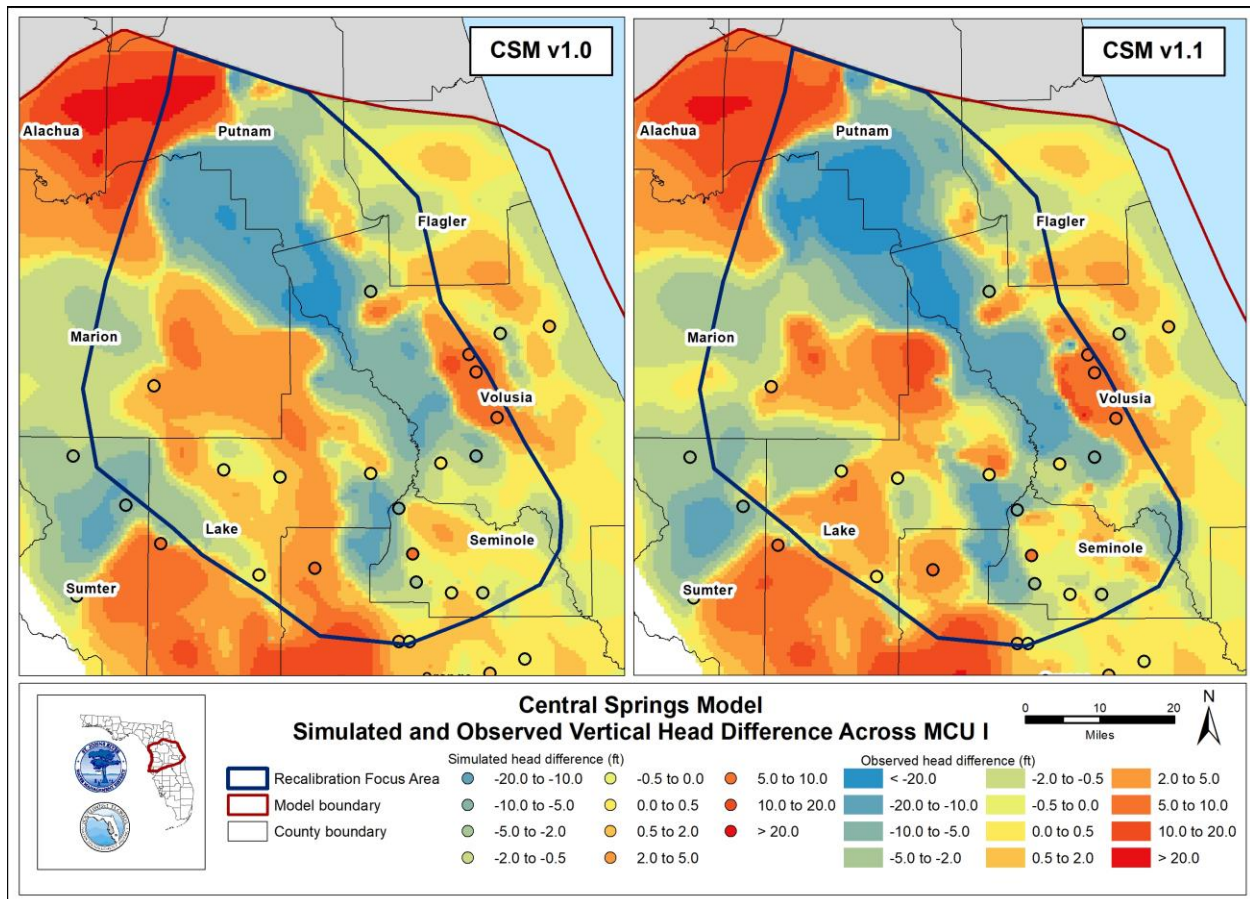 CSM v1.0
Alachua
Putnam
Flagler
Marion
Volusia
Lake
Seminole
Sumter
CSM v1.1
Alachua
Putnam
Flagler
Marion
Volusia
Lake
Seminole
Sumter
Central Springs Model
Simulated and Observed Vertical Head Difference Across MCU I
0 5 10 20
Miles
N
Recalibration Focus Area
Model boundary
County boundary
Simulated head difference (ft)
-20.0 to -10.0
-10.0 to -5.0
-5.0 to -2.0
-2.0 to -0.5
-0.5 to 0.0
0.0 to 0.5
0.5 to 2.0
2.0 to 5.0
5.0 to 10.0
10.0 to 20.0
> 20.0
Observed head difference (ft)
< -20.0
-20.0 to -10.0
-10.0 to -5.0
-5.0 to -2.0
-2.0 to -0.5
-0.5 to 0.0
0.0 to 0.5
0.5 to 2.0
2.0 to 5.0
5.0 to 10.0
10.0 to 20.0
> 20.0